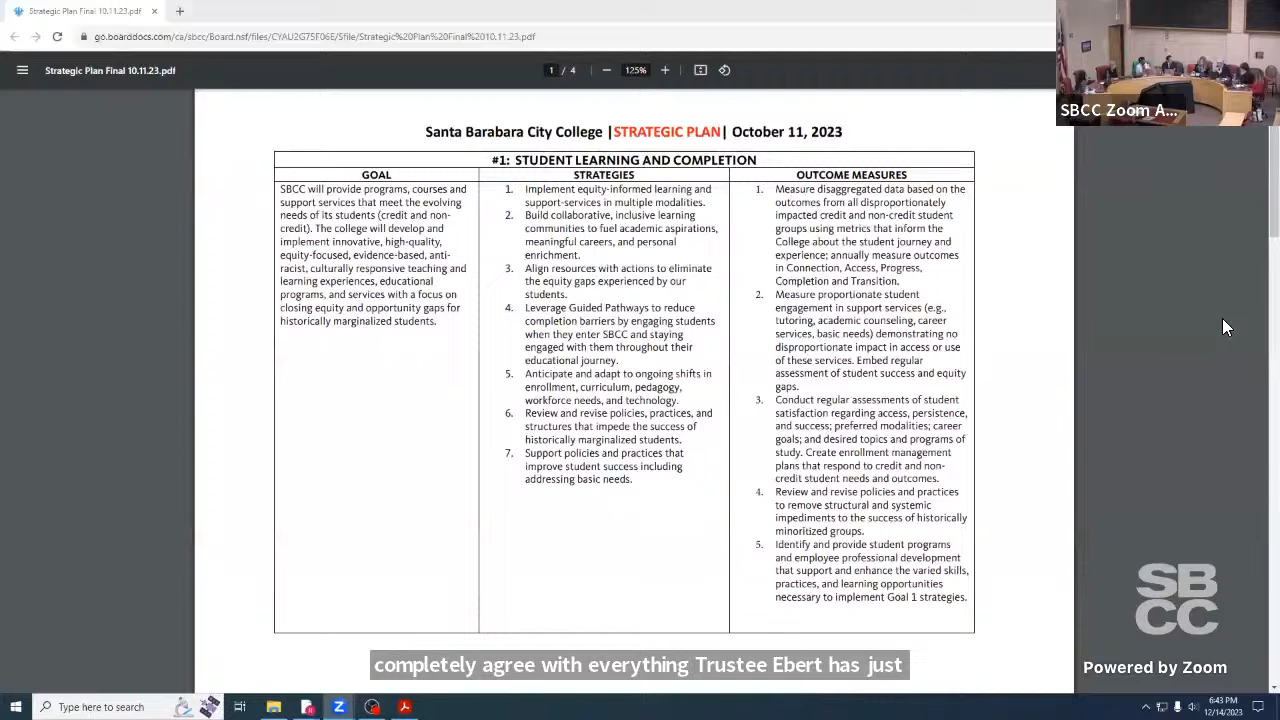 Strategic Plan Final 10.11.23.pdf
go.boarddocs.com/ca/sbcc/Board.nsf/files/CYAU2G75F06E/$file/Strategic%20Plan%20Final%2010.11.23.pdf
Strategic Plan Final 10.11.23.pdf
1 / 4
125%
SBCC Zoom A...
Santa Barabara City College |STRATEGIC PLAN| October 11, 2023
#1: STUDENT LEARNING AND COMPLETION
GOAL
SBCC will provide programs, courses and
support services that meet the evolving
needs of its students (credit and non-
credit). The college will develop and
implement innovative, high-quality,
equity-focused, evidence-based, anti-
racist, culturally responsive teaching and
learning experiences, educational
programs, and services with a focus on
closing equity and opportunity gaps for
historically marginalized students.
STRATEGIES
1. Implement equity-informed learning and
support-services in multiple modalities.
2. Build collaborative, inclusive learning
communities to fuel academic aspirations,
meaningful careers, and personal
enrichment.
3. Align resources with actions to eliminate
the equity gaps experienced by our
students.
4. Leverage Guided Pathways to reduce
completion barriers by engaging students
when they enter SBCC and staying
engaged with them throughout their
educational journey.
5. Anticipate and adapt to ongoing shifts in
enrollment, curriculum, pedagogy,
workforce needs, and technology.
6. Review and revise policies, practices, and
structures that impede the success of
historically marginalized students.
7. Support policies and practices that
improve student success including
addressing basic needs.
OUTCOME MEASURES
1. Measure disaggregated data based on the
outcomes from all disproportionately
impacted credit and non-credit student
groups using metrics that inform the
College about the student journey and
experience; annually measure outcomes
in Connection, Access, Progress,
Completion and Transition.
2. Measure proportionate student
engagement in support services (e.g.,
tutoring, academic counseling, career
services, basic needs) demonstrating no
disproportionate impact in access or use
of these services. Embed regular
assessment of student success and equity
gaps.
3. Conduct regular assessments of student
satisfaction regarding access, persistence,
and success; preferred modalities; career
goals; and desired topics and programs of
study. Create enrollment management
plans that respond to credit and non-
credit student needs and outcomes.
4. Review and revise policies and practices
to remove structural and systemic
impediments to the success of historically
minoritized groups.
5. Identify and provide student programs
and employee professional development
that support and enhance the varied skills,
practices, and learning opportunities
necessary to implement Goal 1 strategies.
SB
CC
Powered by Zoom
completely agree with everything Trustee Ebert has just
Type here to search
6:43 PM
12/14/2023